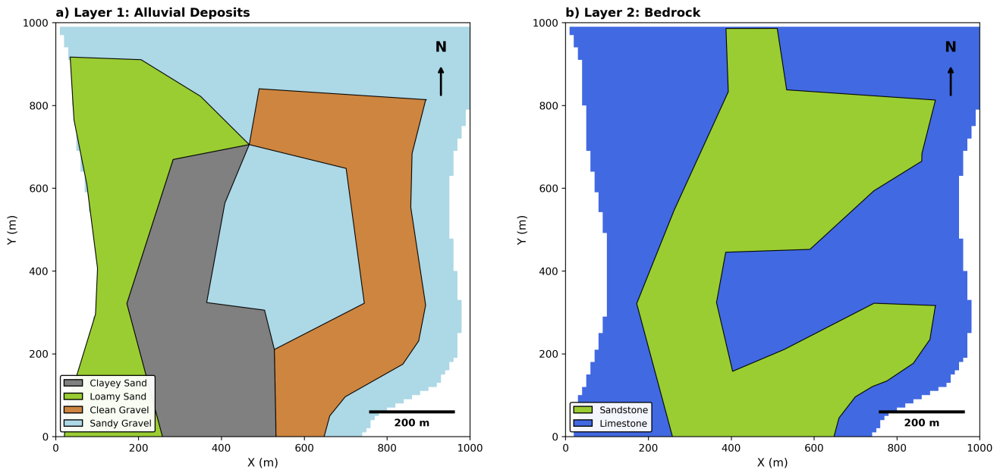 a) Layer 1: Alluvial Deposits
1000
800
600
400
200
0
Y (m)
N
Clayey Sand
Loamy Sand
Clean Gravel
Sandy Gravel
200 m
0 200 400 600 800 1000
X (m)
b) Layer 2: Bedrock
1000
800
600
400
200
0
Y (m)
N
Sandstone
Limestone
200 m
0 200 400 600 800 1000
X (m)